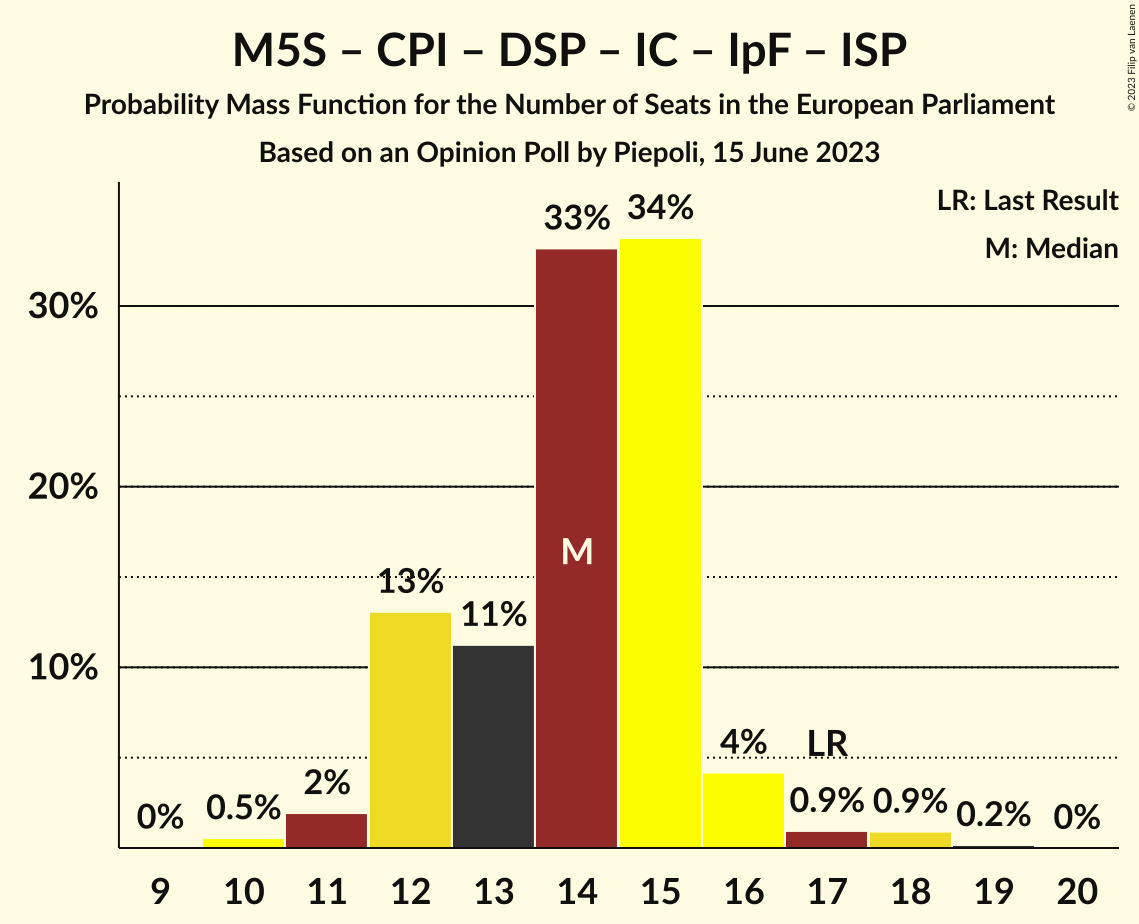 M5S – CPI – DSP – IC – IpF – ISP
Probability Mass Function for the Number of Seats in the European Parliament
Based on an Opinion Poll by Piepoli, 15 June 2023
© 2023 Filip van Laenen
LR: Last Result
M: Median
30%
20%
10%
0%
0.5%
2%
13%
11%
33%
34%
4%
0.9%
0.9%
0.2%
0%
M
LR
9 10 11 12 13 14 15 16 17 18 19 20